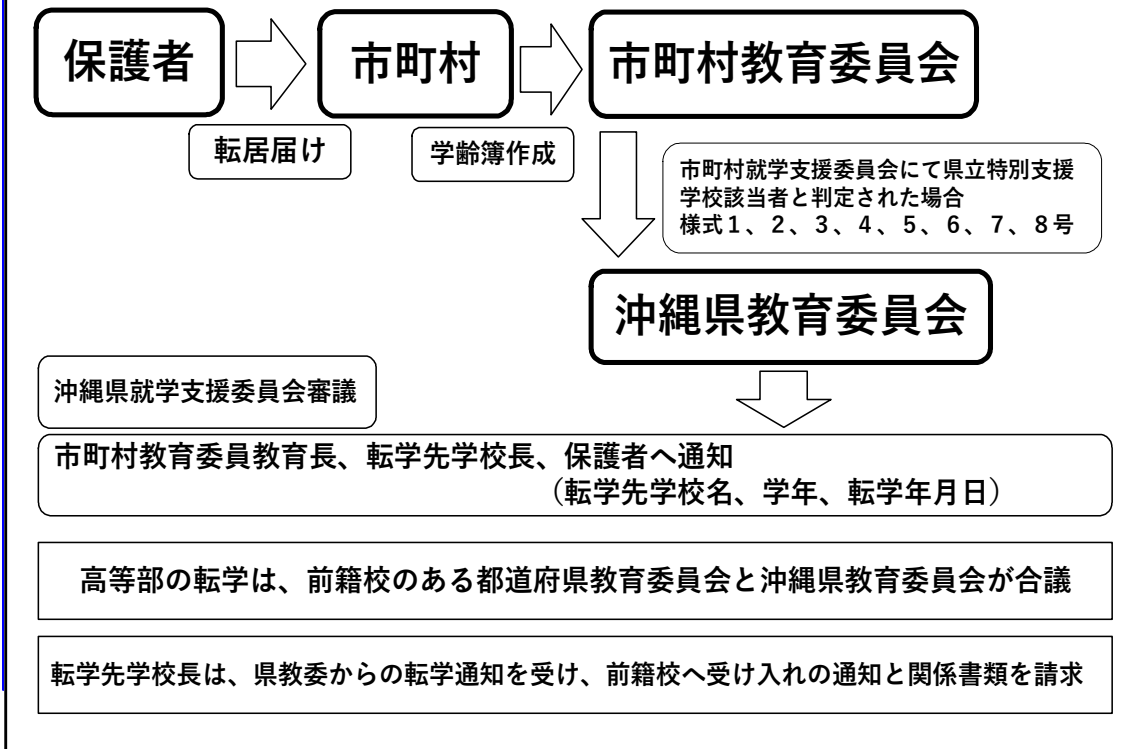 保護者
市町村
市町村教育委員会
転居届け
学齢簿作成
市町村就学支援委員会にて県立特別支援
学校該当者と判定された場合
様式1、2、3、4、5、6、7、8号
沖縄県教育委員会
沖縄県就学支援委員会審議
市町村教育委員教育長、転学先学校長、保護者へ通知
（転学先学校名、学年、転学年月日）
高等部の転学は、前籍校のある都道府県教育委員会と沖縄県教育委員会が合議
転学先学校長は、県教委からの転学通知を受け、前籍校へ受け入れの通知と関係書類を請求